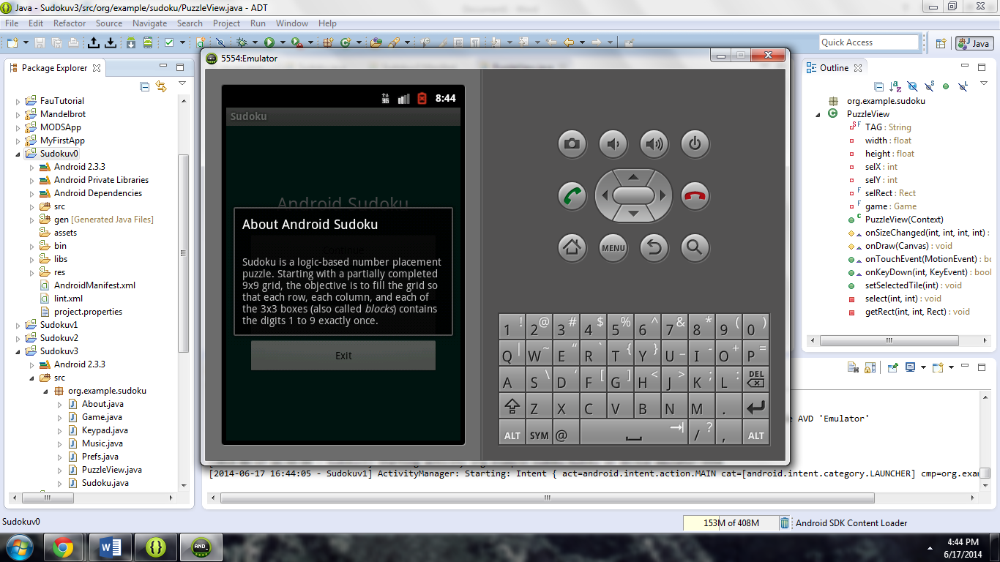 Java - Sudokuv3/src/org/example/sudoku/PuzzleView.java - ADT
File Edit Refactor Source Navigate Search Project Run Window Help
Quick Access
Java
Package Explorer
FauTutorial
Mandelbrot
MODSApp
MyFirstApp
Sudokuv0
Android 2.3.3
Android Private Libraries
Android Dependencies
src
gen [Generated Java Files]
assets
bin
libs
res
AndroidManifest.xml
lint.xml
project.properties
Sudokuv1
Sudokuv2
Sudokuv3
Android 2.3.3
src
org.example.sudoku
About.java
Game.java
Keypad.java
Music.java
Prefs.java
PuzzleView.java
Sudoku.java
5554:Emulator
3G 8:44
Sudoku
Android Sudoku
About Android Sudoku
Continue
Sudoku is a logic-based number placement
puzzle. Starting with a partially completed
9x9 grid, the objective is to fill the grid so
that each row, each column, and each of
the 3x3 boxes (also called blocks) contains
the digits 1 to 9 exactly once.
Exit
MENU
1 ! 2 @ 3 # 4 $ 5 % 6 ^ 7 & 8 * 9 ( 0 )
Q | W ~ E “ R ` T { Y } U _ I - O + P =
A S \ D ´ F [ G ] H < J > K ; L : DEL
Z X C V B N M .
ALT SYM @ / ? , ALT
Outline
org.example.sudoku
PuzzleView
TAG : String
width : float
height : float
selX : int
selY : int
selRect : Rect
game : Game
PuzzleView(Context)
onSizeChanged(int, int, int, int) :
onDraw(Canvas) : void
onTouchEvent(MotionEvent) : bo
onKeyDown(int, KeyEvent) : bool
setSelectedTile(int) : void
select(int, int) : void
getRect(int, int, Rect) : void
e AVD 'Emulator'
[2014-06-17 16:44:05 - Sudokuv1] ActivityManager: Starting: Intent { act=android.intent.action.MAIN cat=[android.intent.category.LAUNCHER] cmp=org.exa
Sudokuv0
153M of 408M
Android SDK Content Loader
4:44 PM
6/17/2014